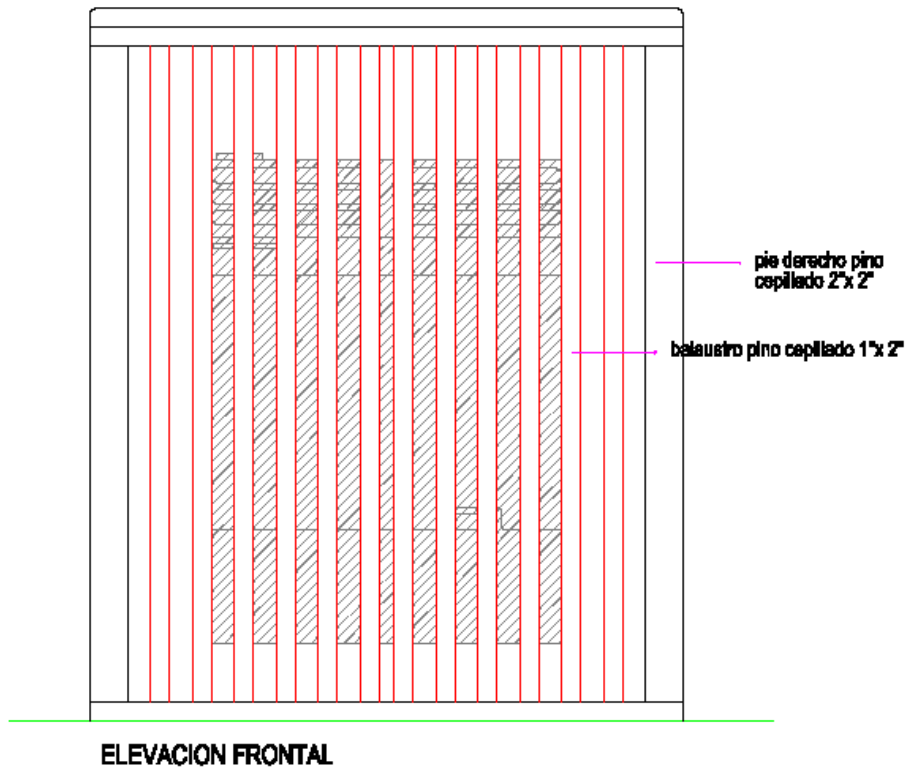 pie derecho pino
cepillado 2"x 2"
balaustro pino cepillado 1"x 2"
ELEVACION FRONTAL